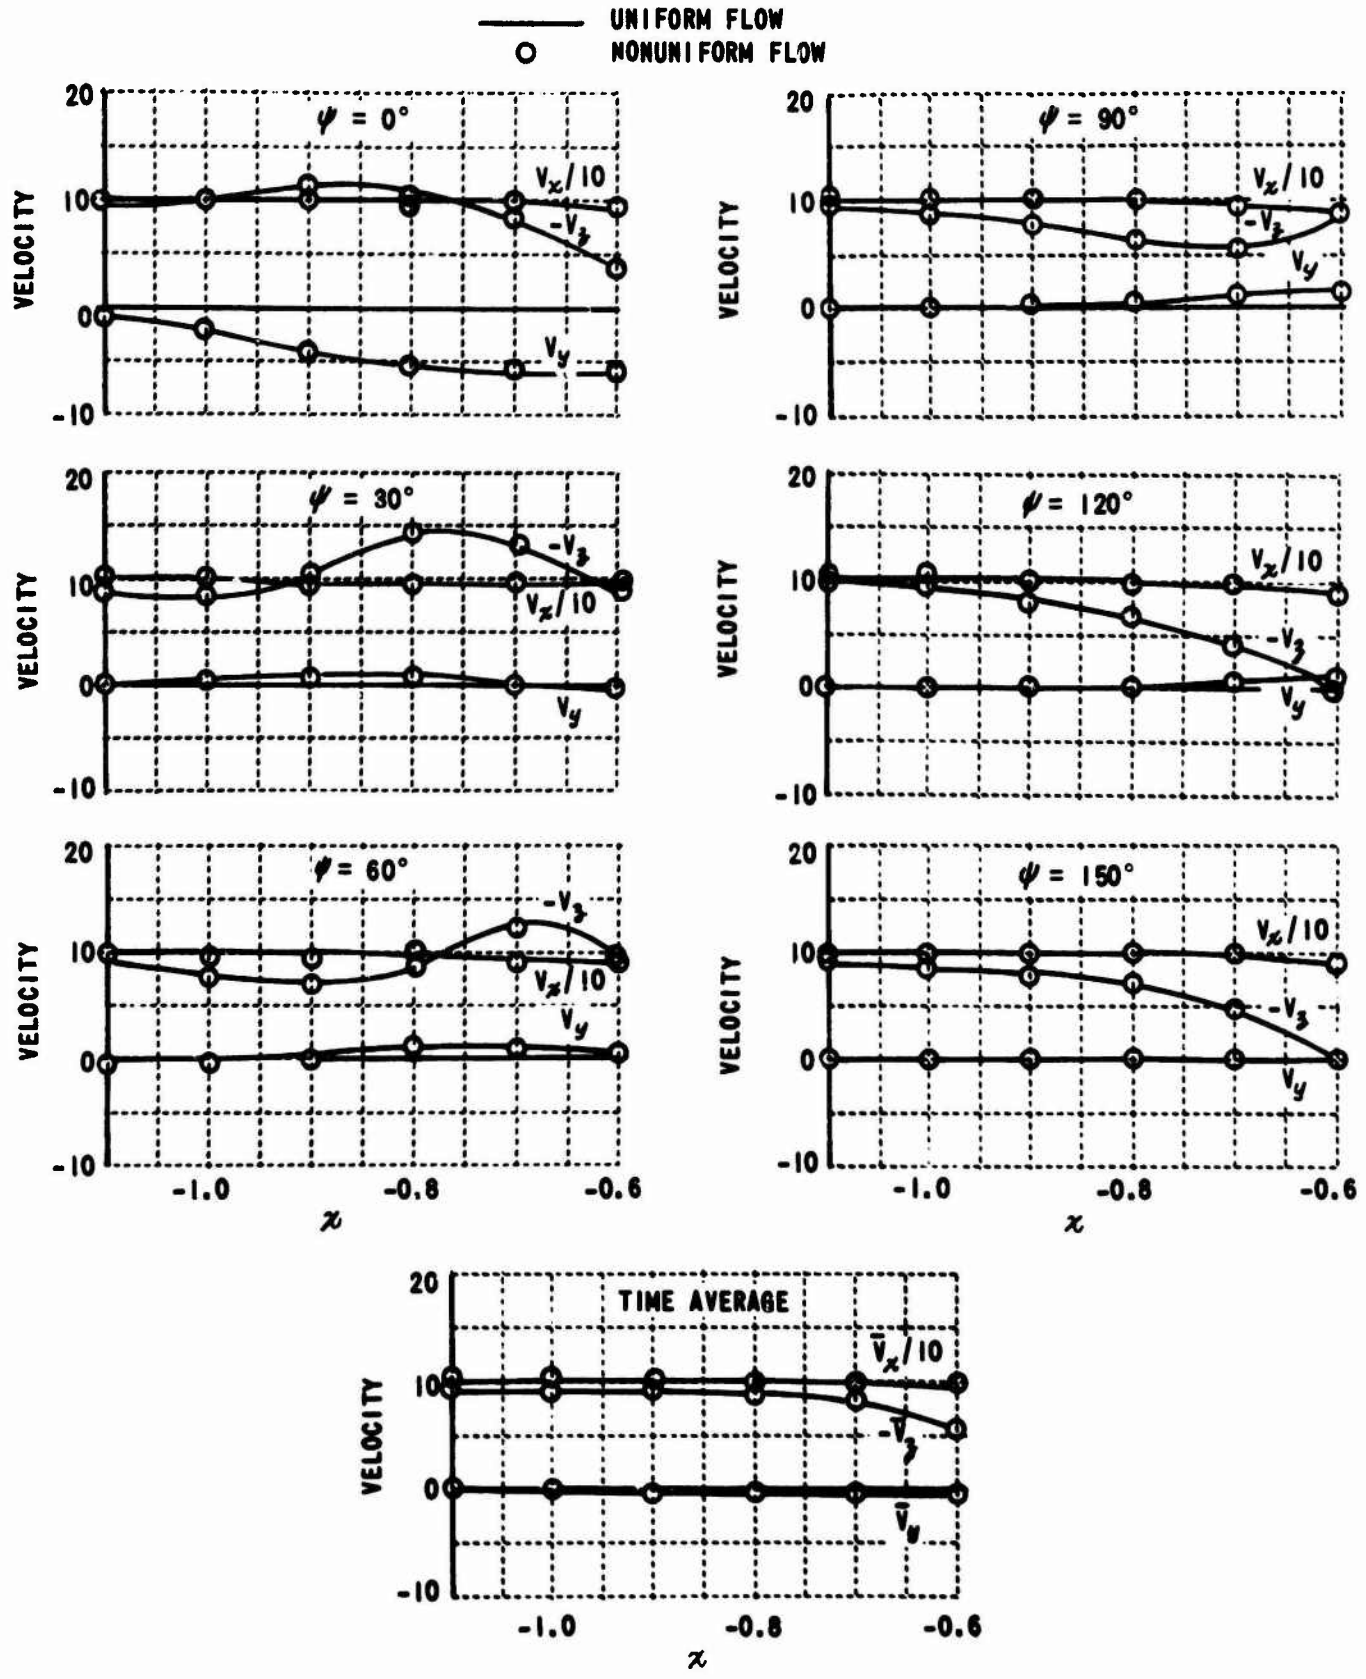 UNIFORM FLOW
NONUNIFORM FLOW
20
10
0
-10
VELOCITY
ψ = 0°
Vx/10
-Vz
Vy
20
10
0
-10
VELOCITY
ψ = 90°
Vx/10
-Vz
Vy
20
10
0
-10
VELOCITY
ψ = 30°
-Vz
Vx/10
Vy
20
10
0
-10
VELOCITY
ψ = 120°
Vx/10
-Vz
Vy
20
10
0
-10
VELOCITY
ψ = 60°
-Vz
Vx/10
Vy
-1.0 -0.8 -0.6
x
20
10
0
-10
VELOCITY
ψ = 150°
Vx/10
-Vz
Vy
-1.0 -0.8 -0.6
x
20
10
0
-10
VELOCITY
TIME AVERAGE
V̄x/10
-V̄z
V̄y
-1.0 -0.8 -0.6
x